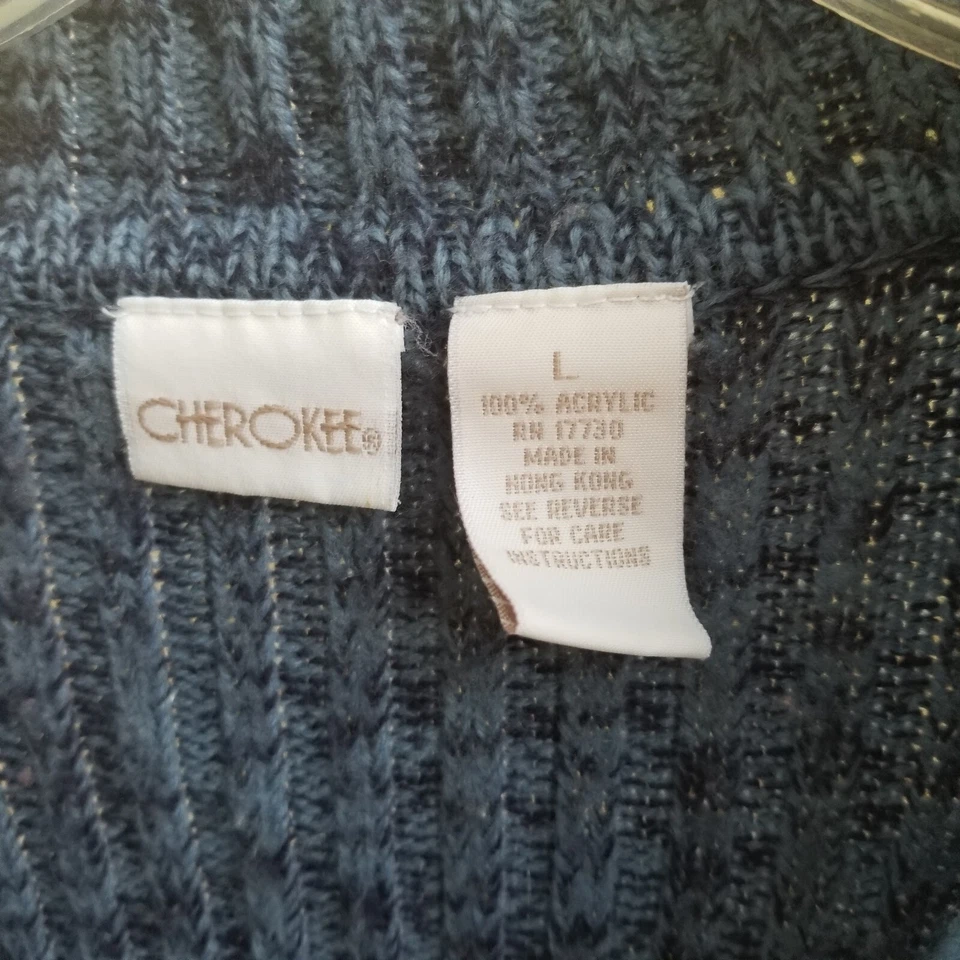 CHEROKEE®
L
100% ACRYLIC
RN 17730
MADE IN
HONG KONG
SEE REVERSE
FOR CARE
INSTRUCTIONS